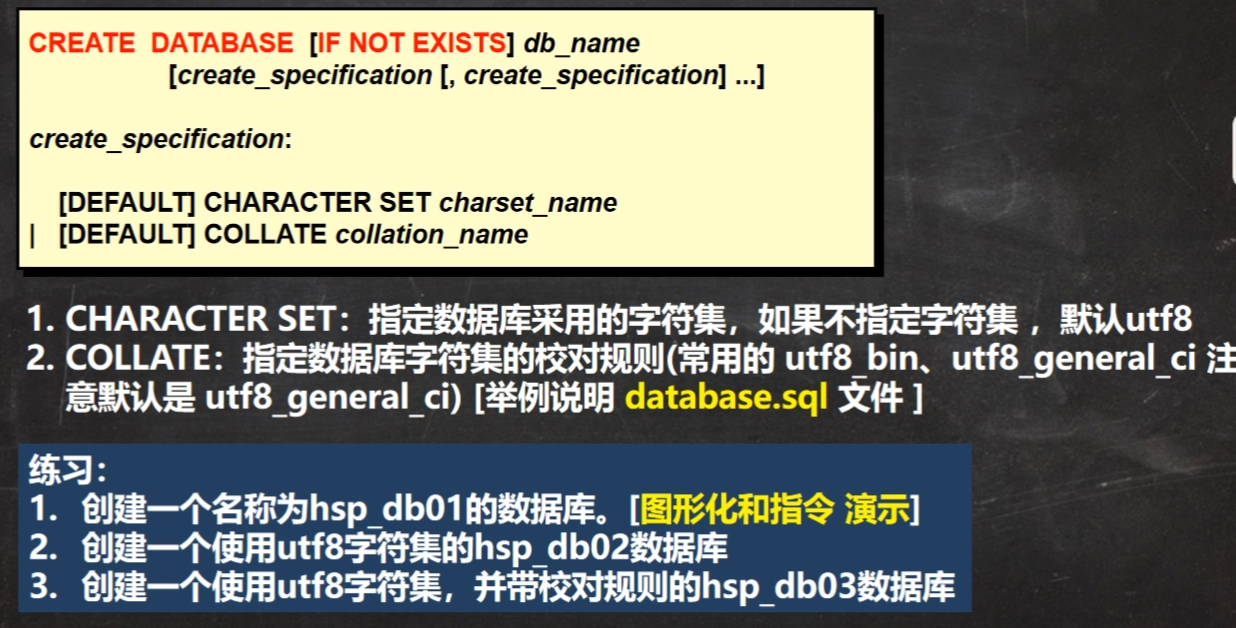 CREATE DATABASE [IF NOT EXISTS] db_name
[create_specification [, create_specification] ...]
create_specification:
[DEFAULT] CHARACTER SET charset_name
| [DEFAULT] COLLATE collation_name
1. CHARACTER SET：指定数据库采用的字符集，如果不指定字符集，默认utf8
2. COLLATE：指定数据库字符集的校对规则(常用的 utf8_bin、utf8_general_ci 注
意默认是 utf8_general_ci) [举例说明 database.sql 文件 ]
练习：
1. 创建一个名称为hsp_db01的数据库。[图形化和指令 演示]
2. 创建一个使用utf8字符集的hsp_db02数据库
3. 创建一个使用utf8字符集，并带校对规则的hsp_db03数据库